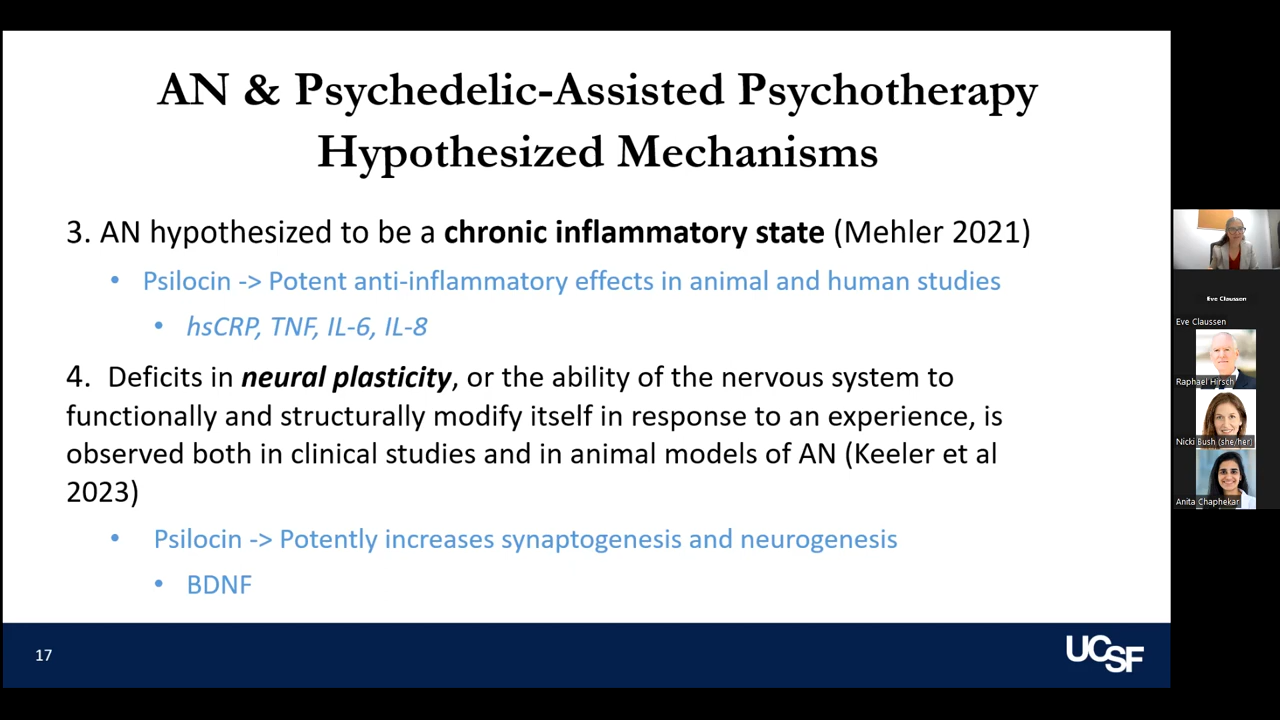 AN & Psychedelic-Assisted Psychotherapy
Hypothesized Mechanisms
3. AN hypothesized to be a chronic inflammatory state (Mehler 2021)
• Psilocin -> Potent anti-inflammatory effects in animal and human studies
• hsCRP, TNF, IL-6, IL-8
4. Deficits in neural plasticity, or the ability of the nervous system to
functionally and structurally modify itself in response to an experience, is
observed both in clinical studies and in animal models of AN (Keeler et al
2023)
• Psilocin -> Potently increases synaptogenesis and neurogenesis
• BDNF
17
UCSF
Eve Claussen
Eve Claussen
Raphael Hirsch
Nicki Bush (she/her)
Anita Chaphekar